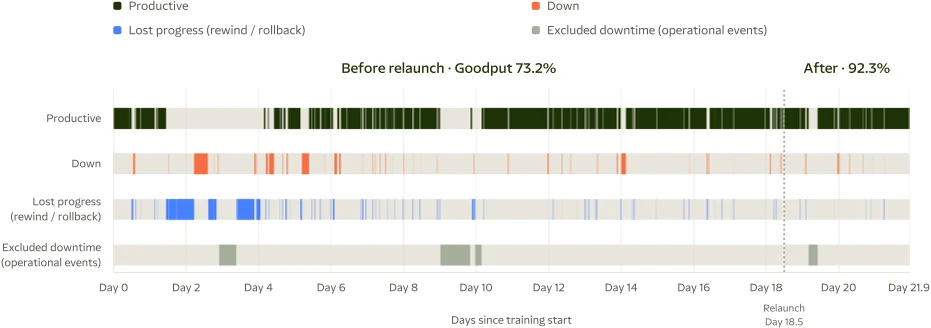 Productive
Down
Lost progress (rewind / rollback)
Excluded downtime (operational events)
Before relaunch · Goodput 73.2%
After · 92.3%
Productive
Down
Lost progress
(rewind / rollback)
Excluded downtime
(operational events)
Day 0 Day 2 Day 4 Day 6 Day 8 Day 10 Day 12 Day 14 Day 16 Day 18 Day 20 Day 21.9
Relaunch
Day 18.5
Days since training start